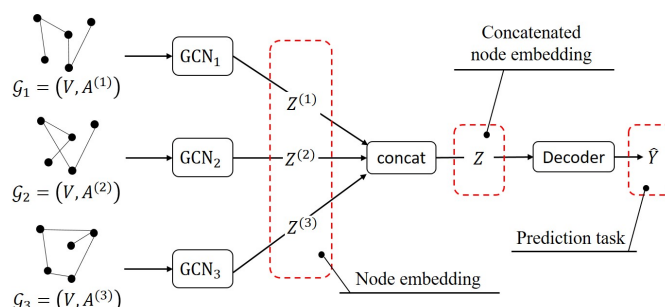 Concatenated
node embedding
GCN₁
𝒢₁ = (V, A⁽¹⁾)
Z⁽¹⁾
GCN₂
Z⁽²⁾
concat
Z
Decoder
Ŷ
𝒢₂ = (V, A⁽²⁾)
Z⁽³⁾
Prediction task
GCN₃
Node embedding
𝒢₃ = (V, A⁽³⁾)